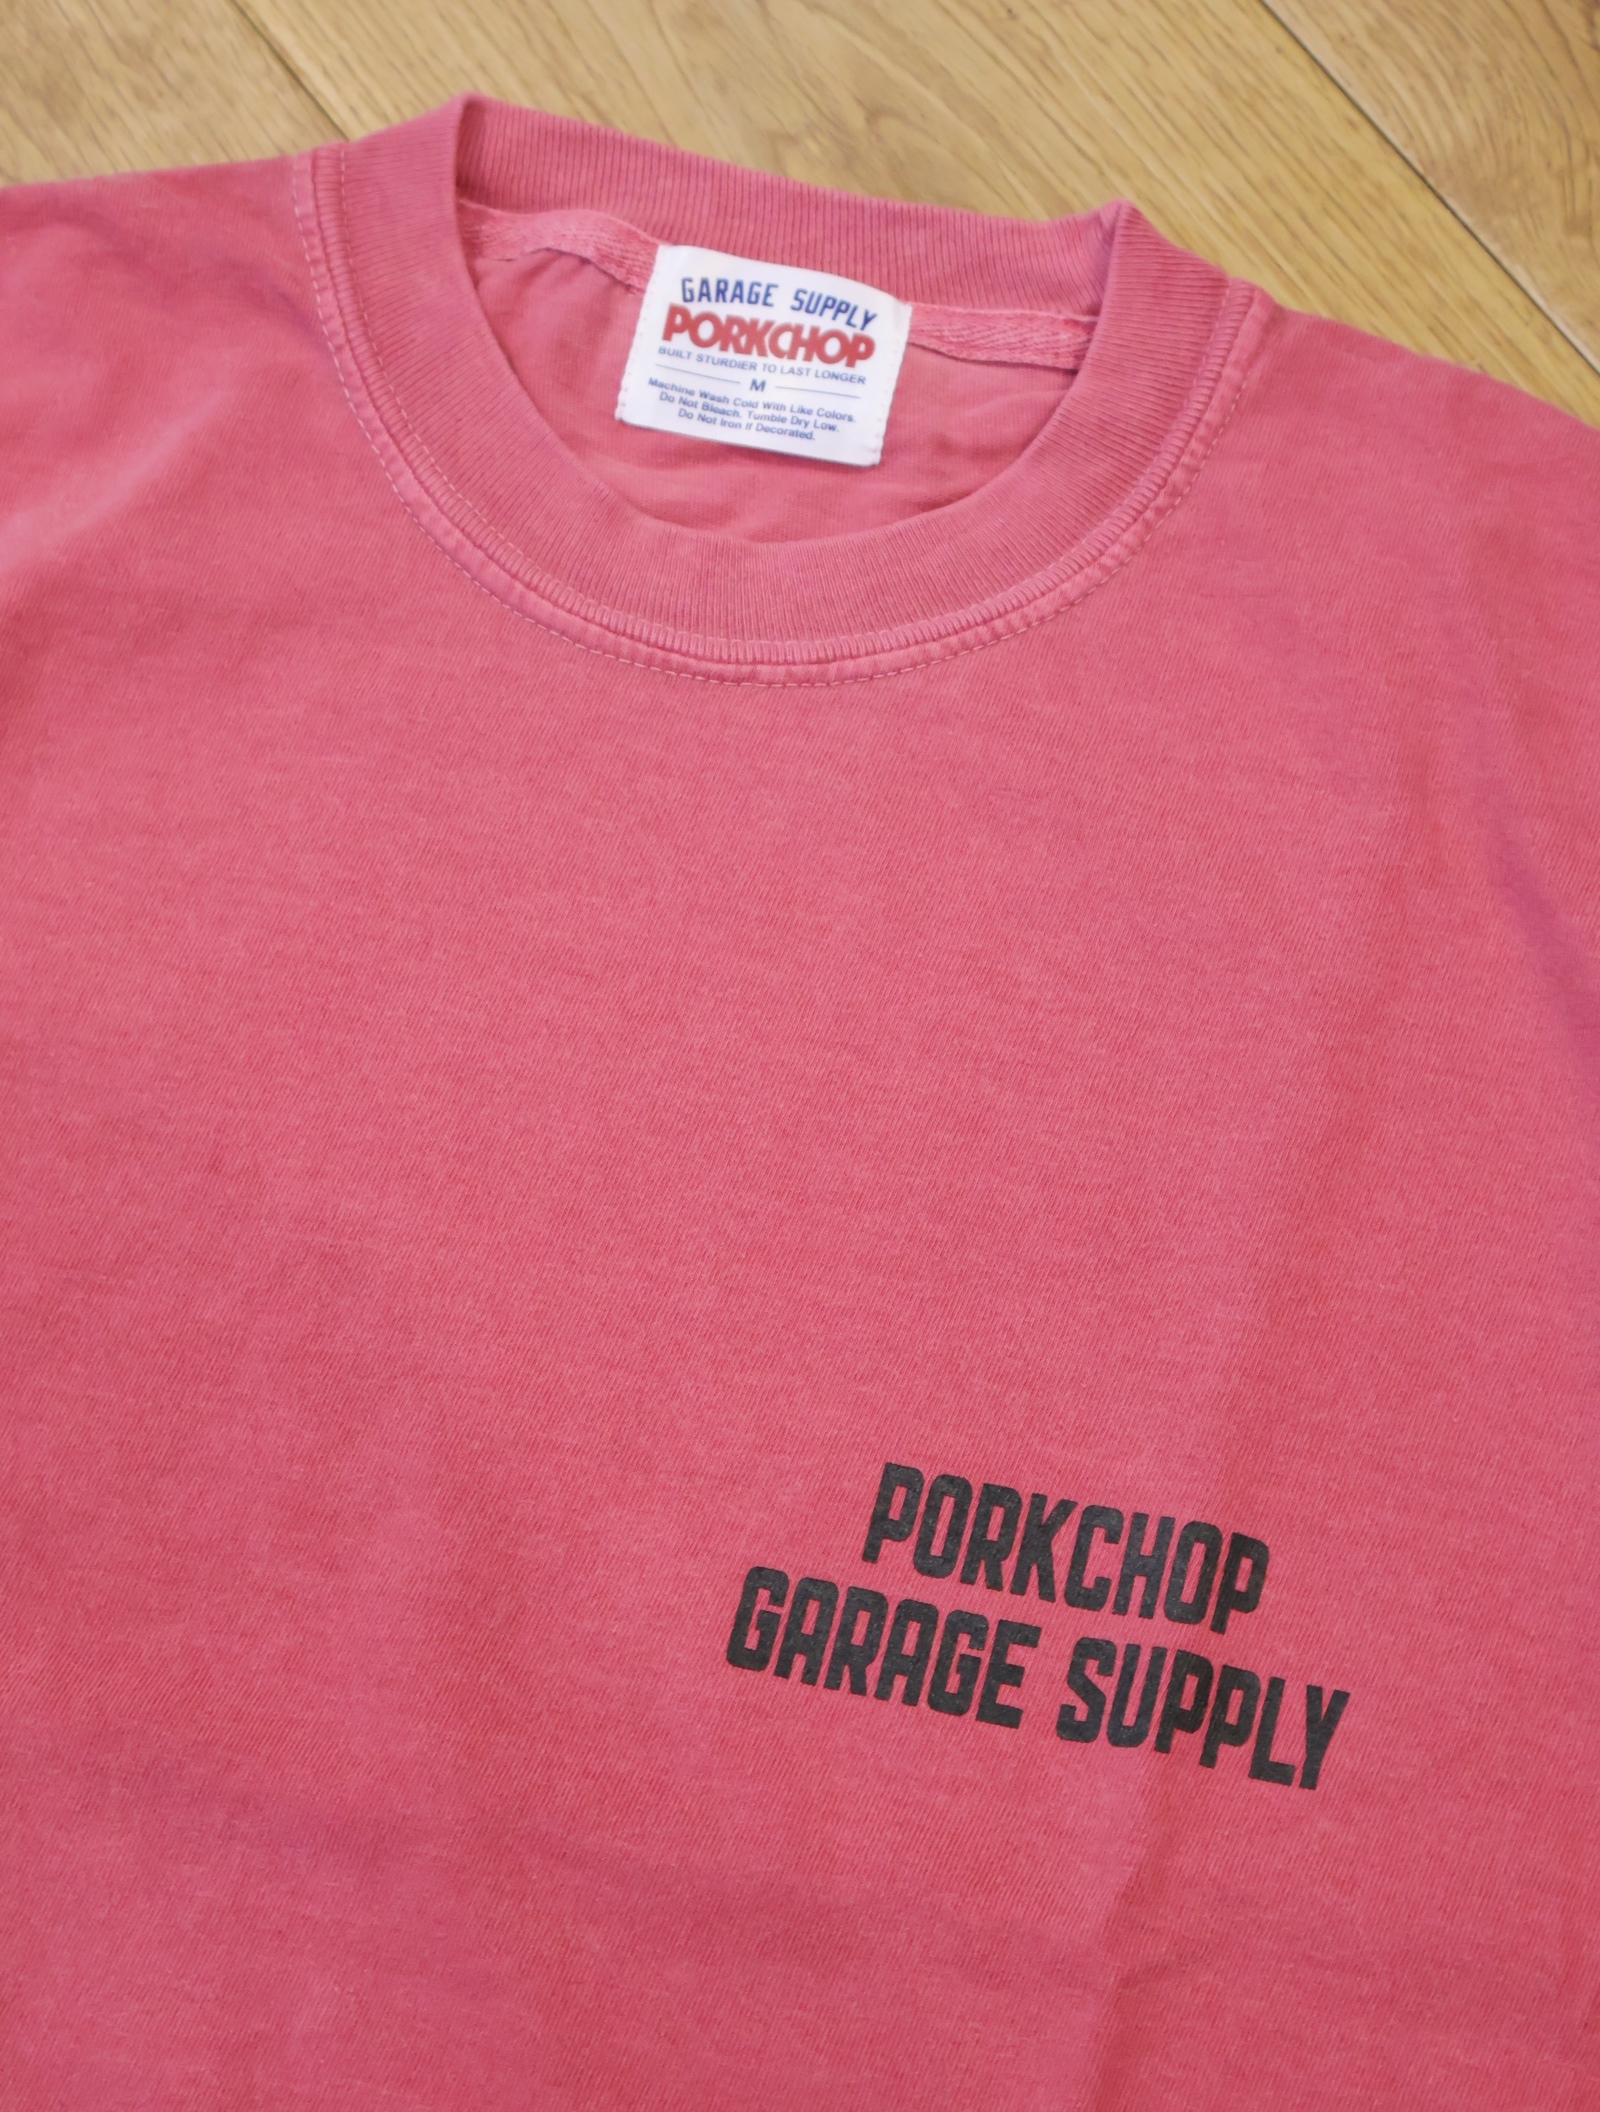 GARAGE SUPPLY
PORKCHOP
BUILT STURDIER TO LAST LONGER
M
Machine Wash Cold With Like Colors.
Do Not Bleach. Tumble Dry Low.
Do Not Iron if Decorated.
PORKCHOP
GARAGE SUPPLY